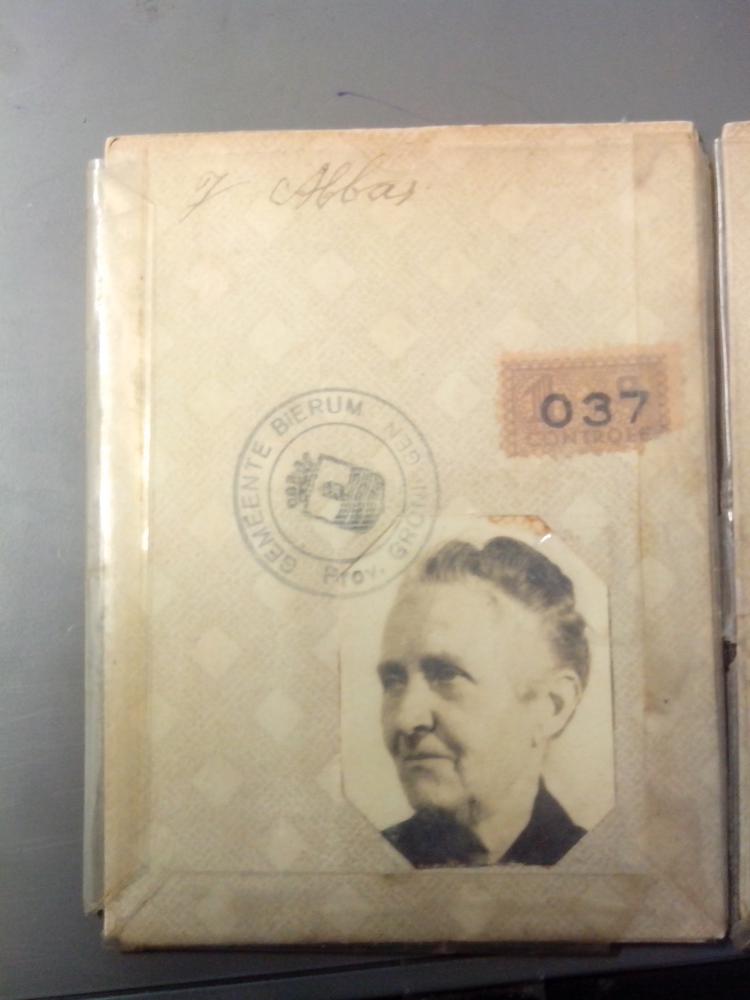 J Abbas
037
CONTROLE
GEMEENTE BIERUM
Prov. GRONINGEN